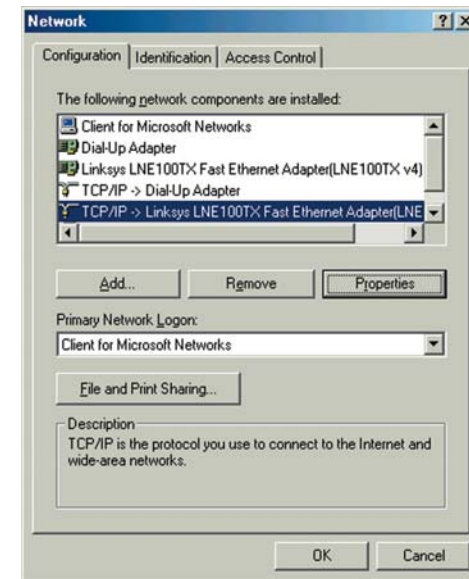 Network
Configuration
Identification
Access Control
The following network components are installed:
Client for Microsoft Networks
Dial-Up Adapter
Linksys LNE100TX Fast Ethernet Adapter(LNE100TX v4)
TCP/IP -> Dial-Up Adapter
TCP/IP -> Linksys LNE100TX Fast Ethernet Adapter(LNE
Add...
Remove
Properties
Primary Network Logon:
Client for Microsoft Networks
File and Print Sharing...
Description
TCP/IP is the protocol you use to connect to the Internet and
wide-area networks.
OK
Cancel